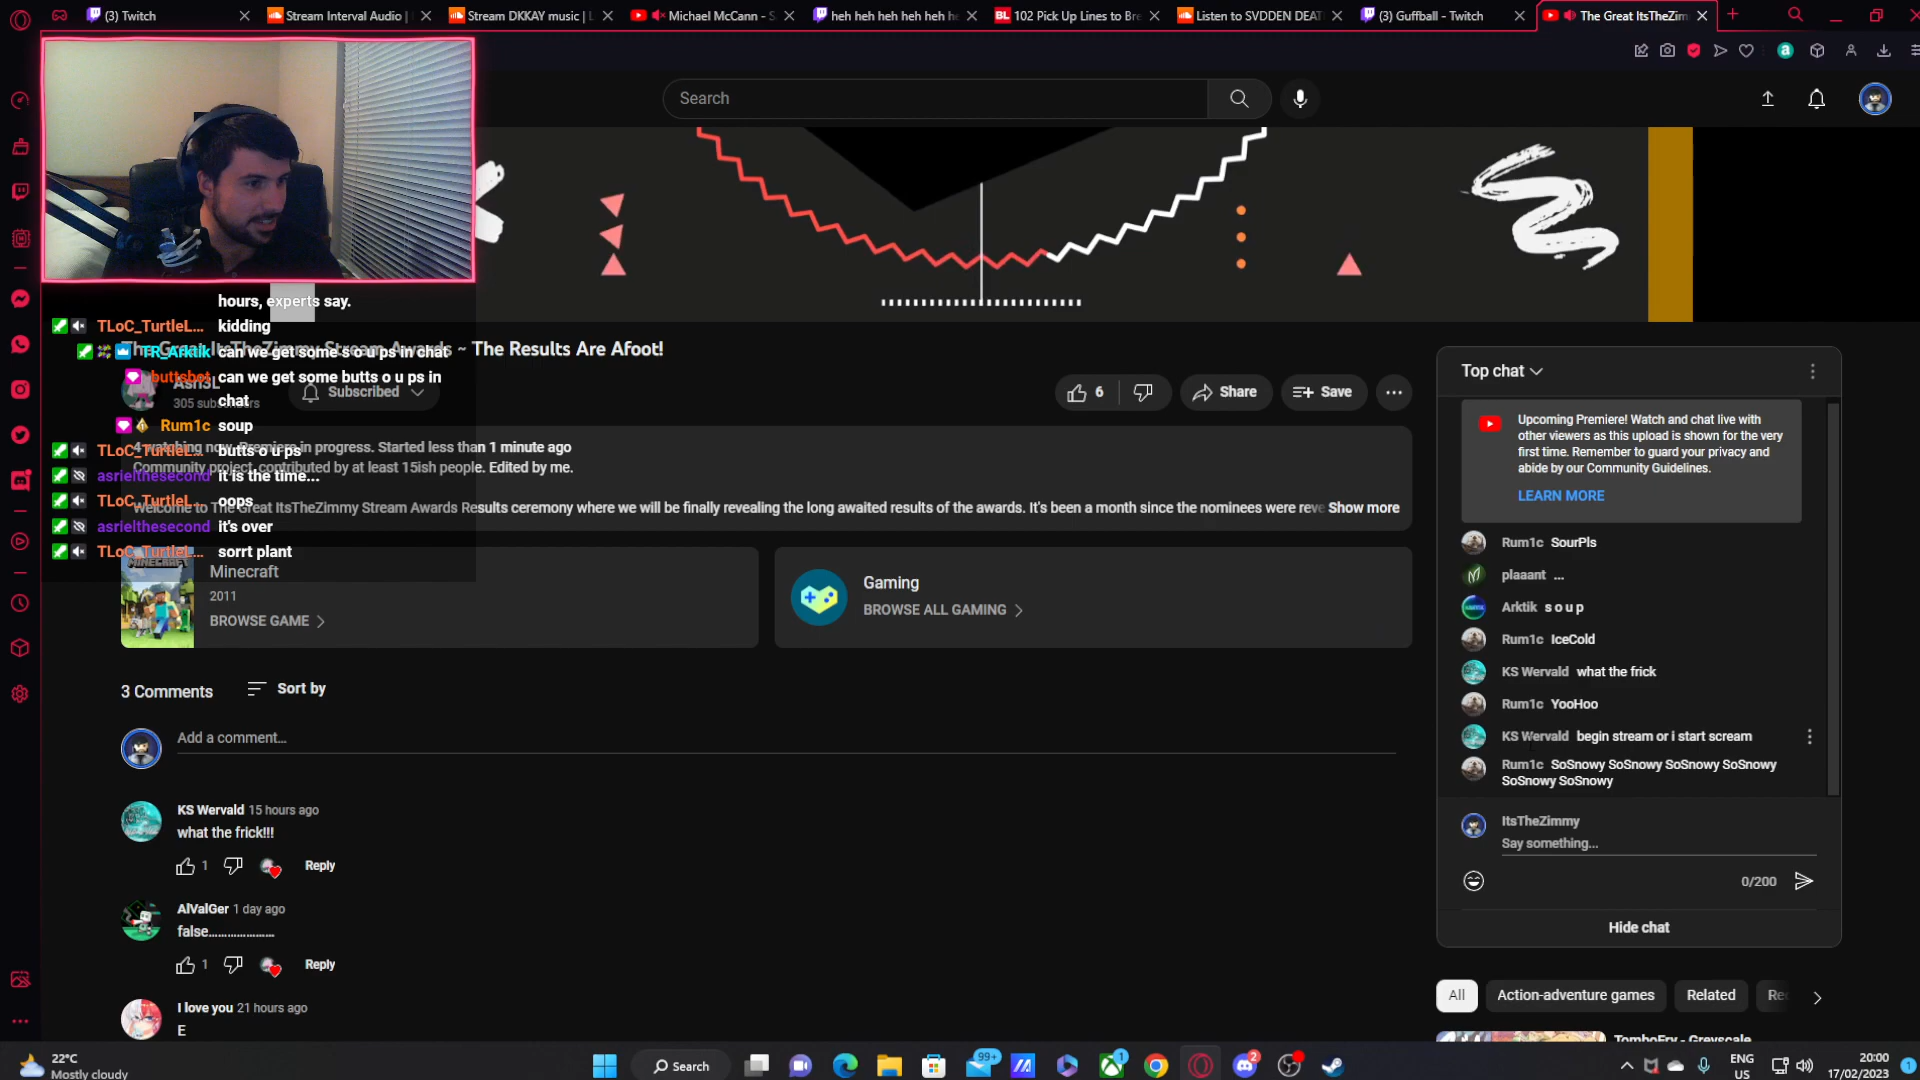 (3) Twitch
Stream Interval Audio |
Stream DKKAY music | L
Michael McCann - S
heh heh heh heh heh h
102 Pick Up Lines to Bre
Listen to SVDDEN DEAT
(3) Guffball - Twitch
The Great ItsTheZim
Search
hours, experts say.
TLoC_TurtleL... kidding
TR_Arktik can we get some s o u ps in chat
The Great ItsTheZimmy Stream Awards ~ The Results Are Afoot!
buttsbot can we get some butts o u ps in
chat
Ash3L
305 subscribers
Subscribed
6
Share
Save
Rum1c soup
TLoC_TurtleL... butts o u ps
4 watching now Premiere in progress. Started less than 1 minute ago
Community project, contributed by at least 15ish people. Edited by me.
asrielthesecond it is the time...
TLoC_TurtleL... oops
Welcome to The Great ItsTheZimmy Stream Awards Results ceremony where we will be finally revealing the long awaited results of the awards. It's been a month since the nominees were reve Show more
asrielthesecond it's over
TLoC_TurtleL... sorrt plant
MINECRAFT
Minecraft
2011
BROWSE GAME
Gaming
BROWSE ALL GAMING
3 Comments
Sort by
Add a comment...
KS Wervald 15 hours ago
what the frick!!!
1
Reply
AlValGer 1 day ago
false.....................
1
Reply
I love you 21 hours ago
E
Top chat
Upcoming Premiere! Watch and chat live with
other viewers as this upload is shown for the very
first time. Remember to guard your privacy and
abide by our Community Guidelines.
LEARN MORE
Rum1c SourPls
plaaant ...
Arktik s o u p
Rum1c IceCold
KS Wervald what the frick
Rum1c YooHoo
KS Wervald begin stream or i start scream
Rum1c SoSnowy SoSnowy SoSnowy SoSnowy
SoSnowy SoSnowy
ItsTheZimmy
Say something...
0/200
Hide chat
All
Action-adventure games
Related
Rec
TomboFry - Greyscale
22°C
Mostly cloudy
Search
99+
1
2
ENG
US
20:00
17/02/2023
1